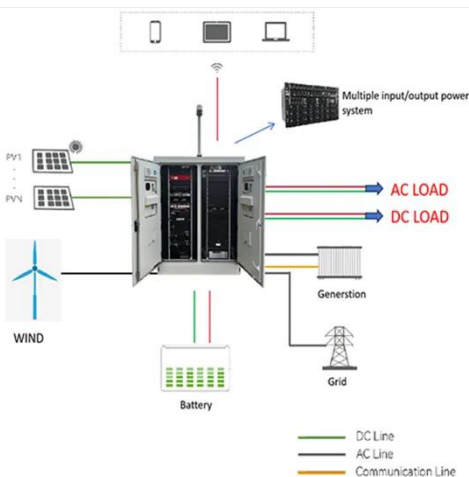 Multiple input/output power
system
PV1
PVN
AC LOAD
DC LOAD
WIND
Generstion
Grid
Battery
DC Line
AC Line
Communication Line